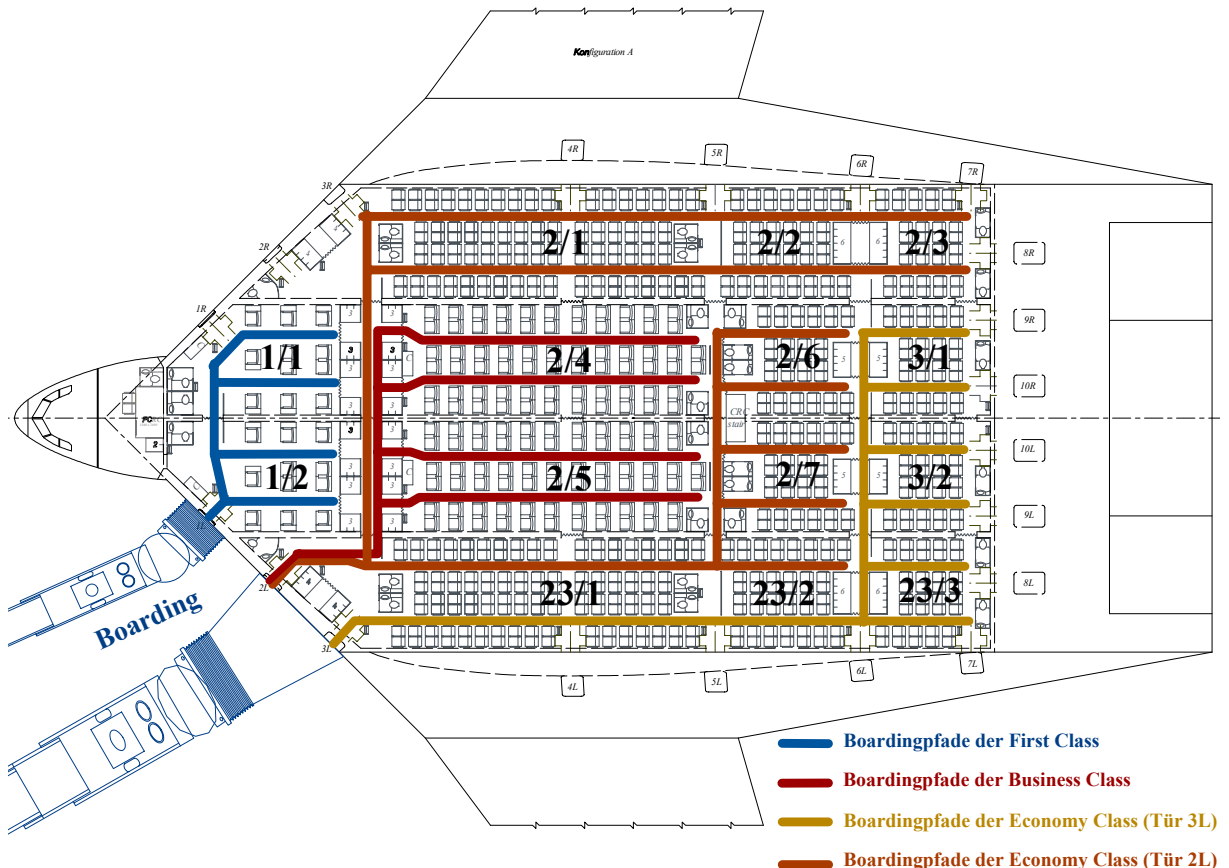 Konfiguration A
4R
5R
6R
7R
3R
2R
1R
8R
9R
10R
10L
9L
8L
2/1
2/2
2/3
1/1
2/4
2/6
3/1
CRC
stair
1/2
2/5
2/7
3/2
23/1
23/2
23/3
1L
2L
3L
4L
5L
6L
7L
Boarding
Boardingpfade der First Class
Boardingpfade der Business Class
Boardingpfade der Economy Class (Tür 3L)
Boardingpfade der Economy Class (Tür 2L)